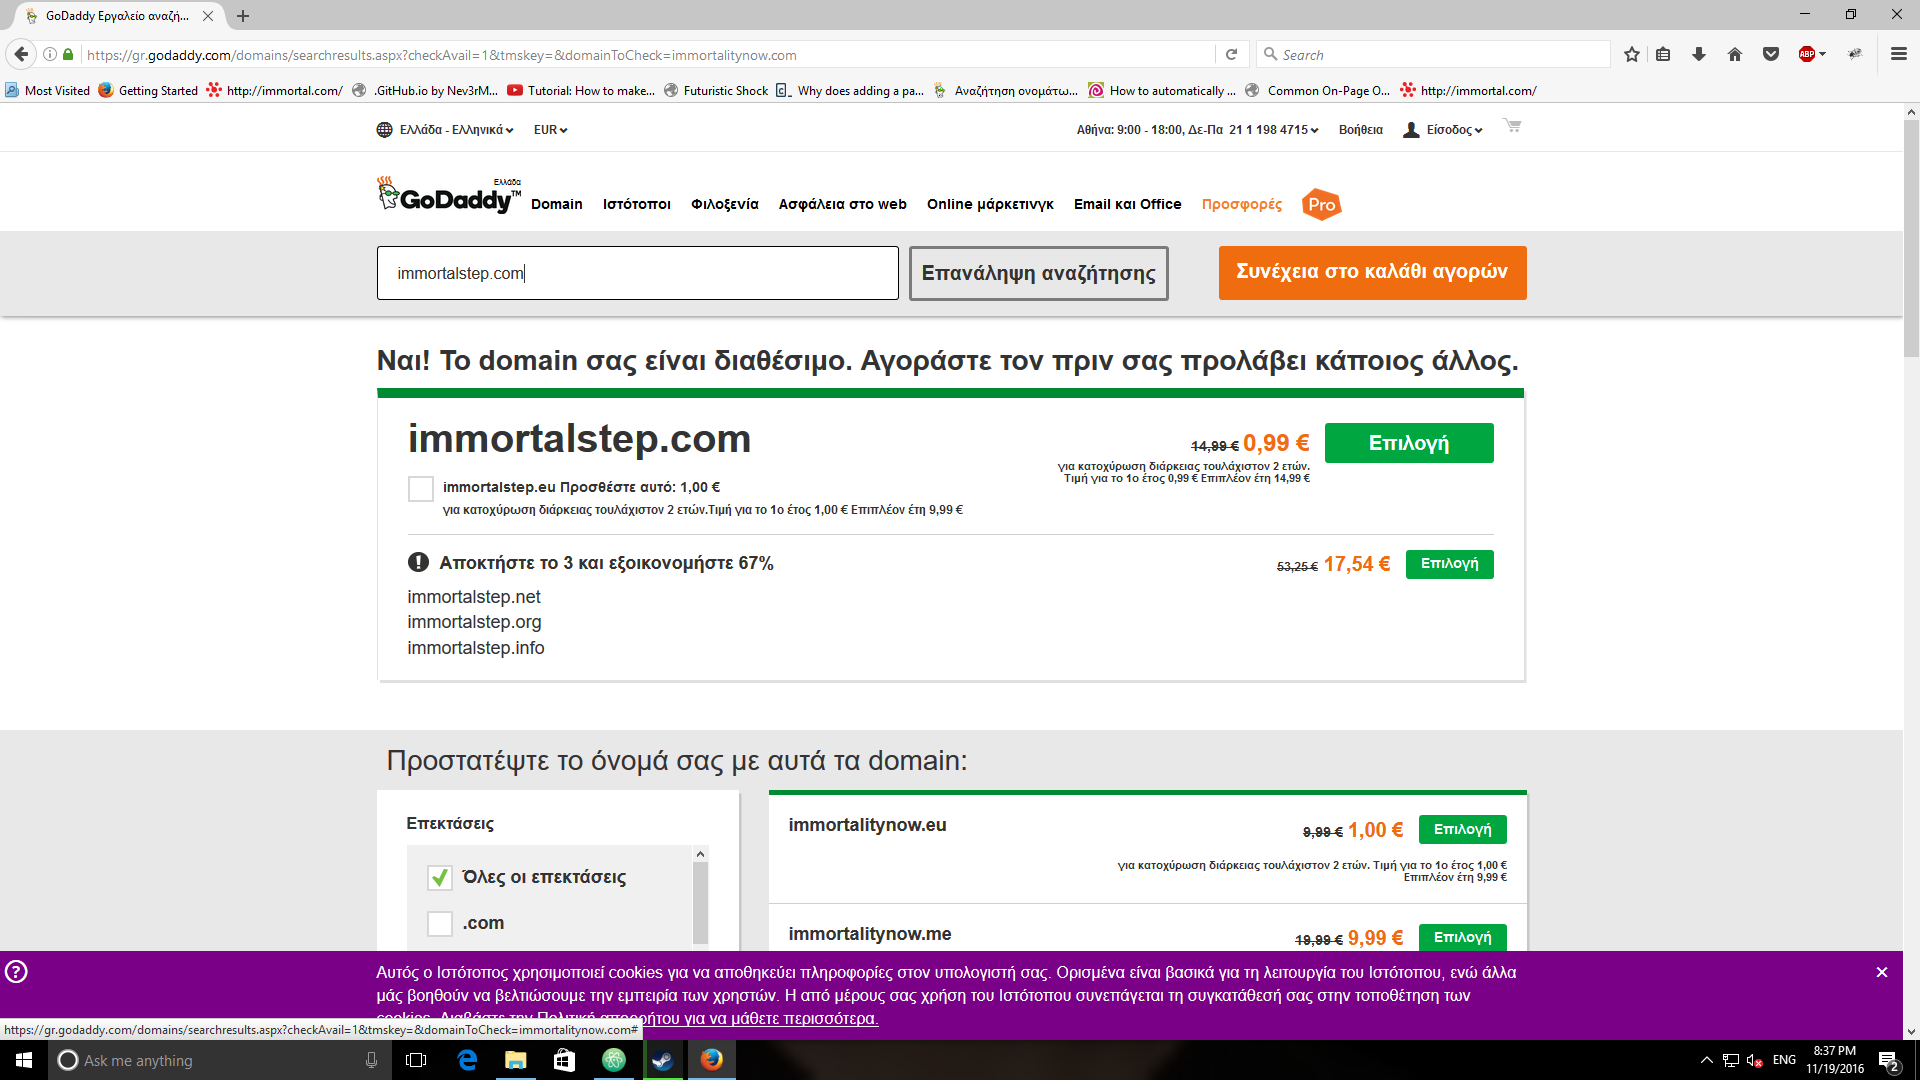 GoDaddy Εργαλείο αναζή...
https://gr.godaddy.com/domains/searchresults.aspx?checkAvail=1&tmskey=&domainToCheck=immortalitynow.com
Search
ABP
Most Visited
Getting Started
http://immortal.com/
.GitHub.io by Nev3rM...
Tutorial: How to make...
Futuristic Shock
Why does adding a pa...
Αναζήτηση ονομάτω...
How to automatically ...
Common On-Page O...
http://immortal.com/
Ελλάδα - Ελληνικά
EUR
Αθήνα: 9:00 - 18:00, Δε-Πα 21 1 198 4715
Βοήθεια
Είσοδος
Ελλάδα
GoDaddy™
Domain
Ιστότοποι
Φιλοξενία
Ασφάλεια στο web
Online μάρκετινγκ
Email και Office
Προσφορές
Pro
immortalstep.com
Επανάληψη αναζήτησης
Συνέχεια στο καλάθι αγορών
Ναι! Το domain σας είναι διαθέσιμο. Αγοράστε τον πριν σας προλάβει κάποιος άλλος.
immortalstep.com
14,99 € 0,99 €
Επιλογή
για κατοχύρωση διάρκειας τουλάχιστον 2 ετών.
Τιμή για το 1ο έτος 0,99 € Επιπλέον έτη 14,99 €
immortalstep.eu Προσθέστε αυτό: 1,00 €
για κατοχύρωση διάρκειας τουλάχιστον 2 ετών.Τιμή για το 1ο έτος 1,00 € Επιπλέον έτη 9,99 €
Αποκτήστε το 3 και εξοικονομήστε 67%
53,25 € 17,54 €
Επιλογή
immortalstep.net
immortalstep.org
immortalstep.info
Προστατέψτε το όνομά σας με αυτά τα domain:
Επεκτάσεις
Όλες οι επεκτάσεις
.com
immortalitynow.eu
9,99 € 1,00 €
Επιλογή
για κατοχύρωση διάρκειας τουλάχιστον 2 ετών. Τιμή για το 1ο έτος 1,00 €
Επιπλέον έτη 9,99 €
immortalitynow.me
19,99 € 9,99 €
Επιλογή
Αυτός ο Ιστότοπος χρησιμοποιεί cookies για να αποθηκεύει πληροφορίες στον υπολογιστή σας. Ορισμένα είναι βασικά για τη λειτουργία του Ιστότοπου, ενώ άλλα
μάς βοηθούν να βελτιώσουμε την εμπειρία των χρηστών. Η από μέρους σας χρήση του Ιστότοπου συνεπάγεται τη συγκατάθεσή σας στην τοποθέτηση των
cookies. Διαβάστε την Πολιτική απορρήτου για να μάθετε περισσότερα.
https://gr.godaddy.com/domains/searchresults.aspx?checkAvail=1&tmskey=&domainToCheck=immortalitynow.com#
Ask me anything
ENG
8:37 PM
11/19/2016
2